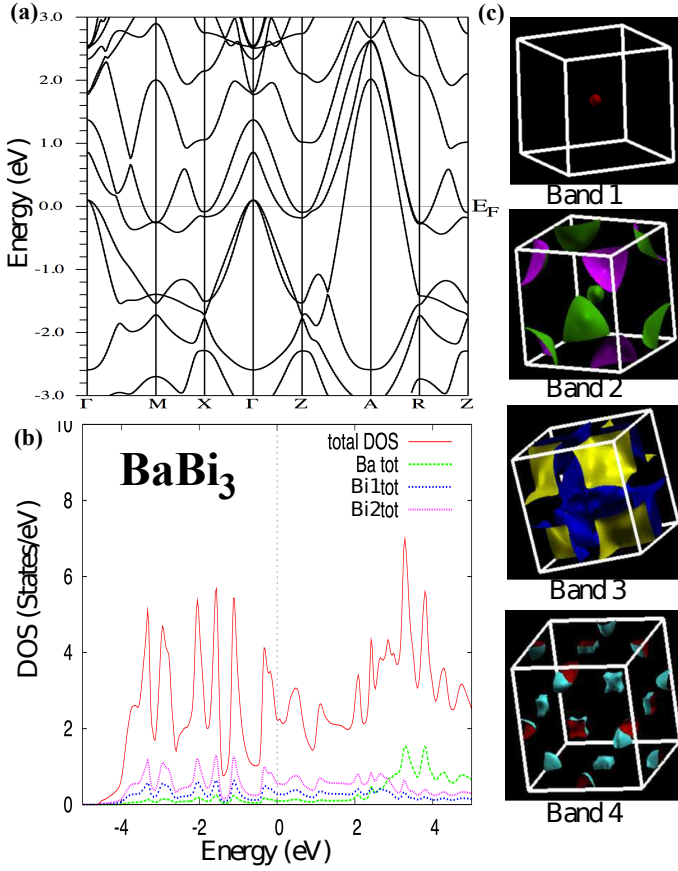 (a)
(c)
3.0
2.0
1.0
0.0
-1.0
-2.0
-3.0
Energy (eV)
E_F
Γ M X Γ Z A R Z
Band 1
Band 2
Band 3
Band 4
(b)
BaBi₃
total DOS
Ba tot
Bi1tot
Bi2tot
10
8
6
4
2
0
DOS (States/eV)
-4 -2 0 2 4
Energy (eV)